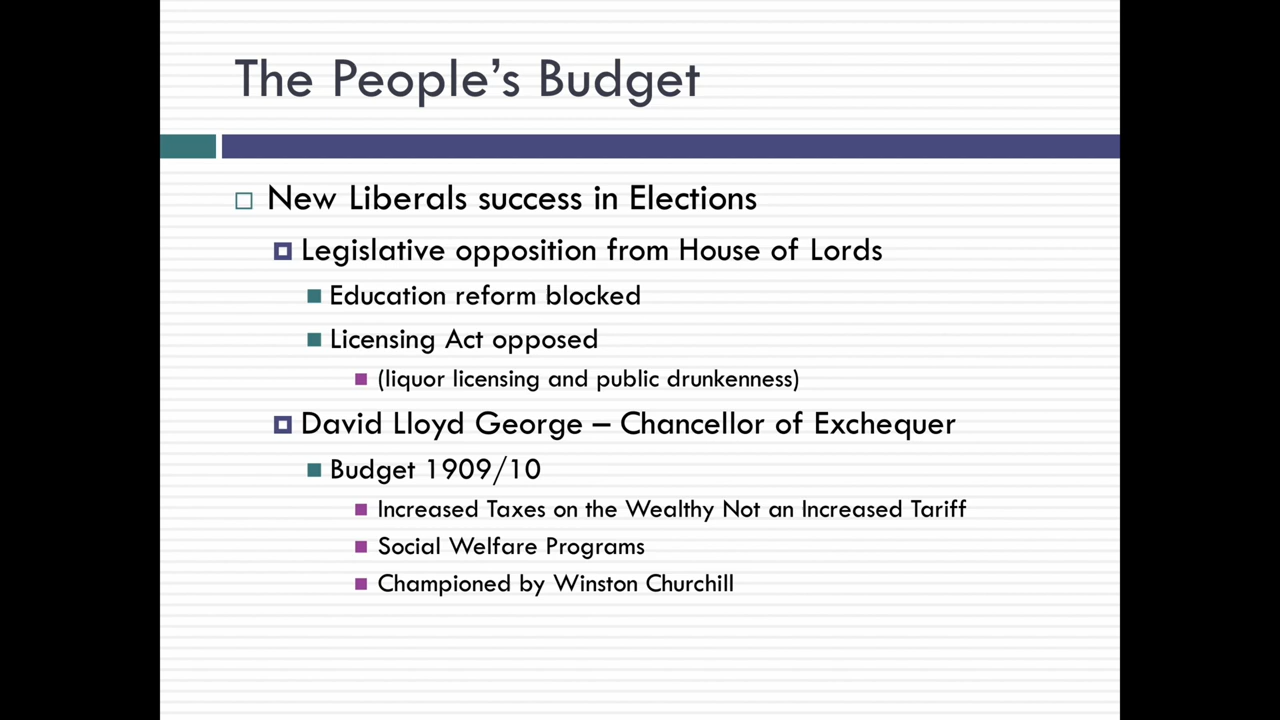 The People’s Budget
New Liberals success in Elections
Legislative opposition from House of Lords
Education reform blocked
Licensing Act opposed
(liquor licensing and public drunkenness)
David Lloyd George – Chancellor of Exchequer
Budget 1909/10
Increased Taxes on the Wealthy Not an Increased Tariff
Social Welfare Programs
Championed by Winston Churchill